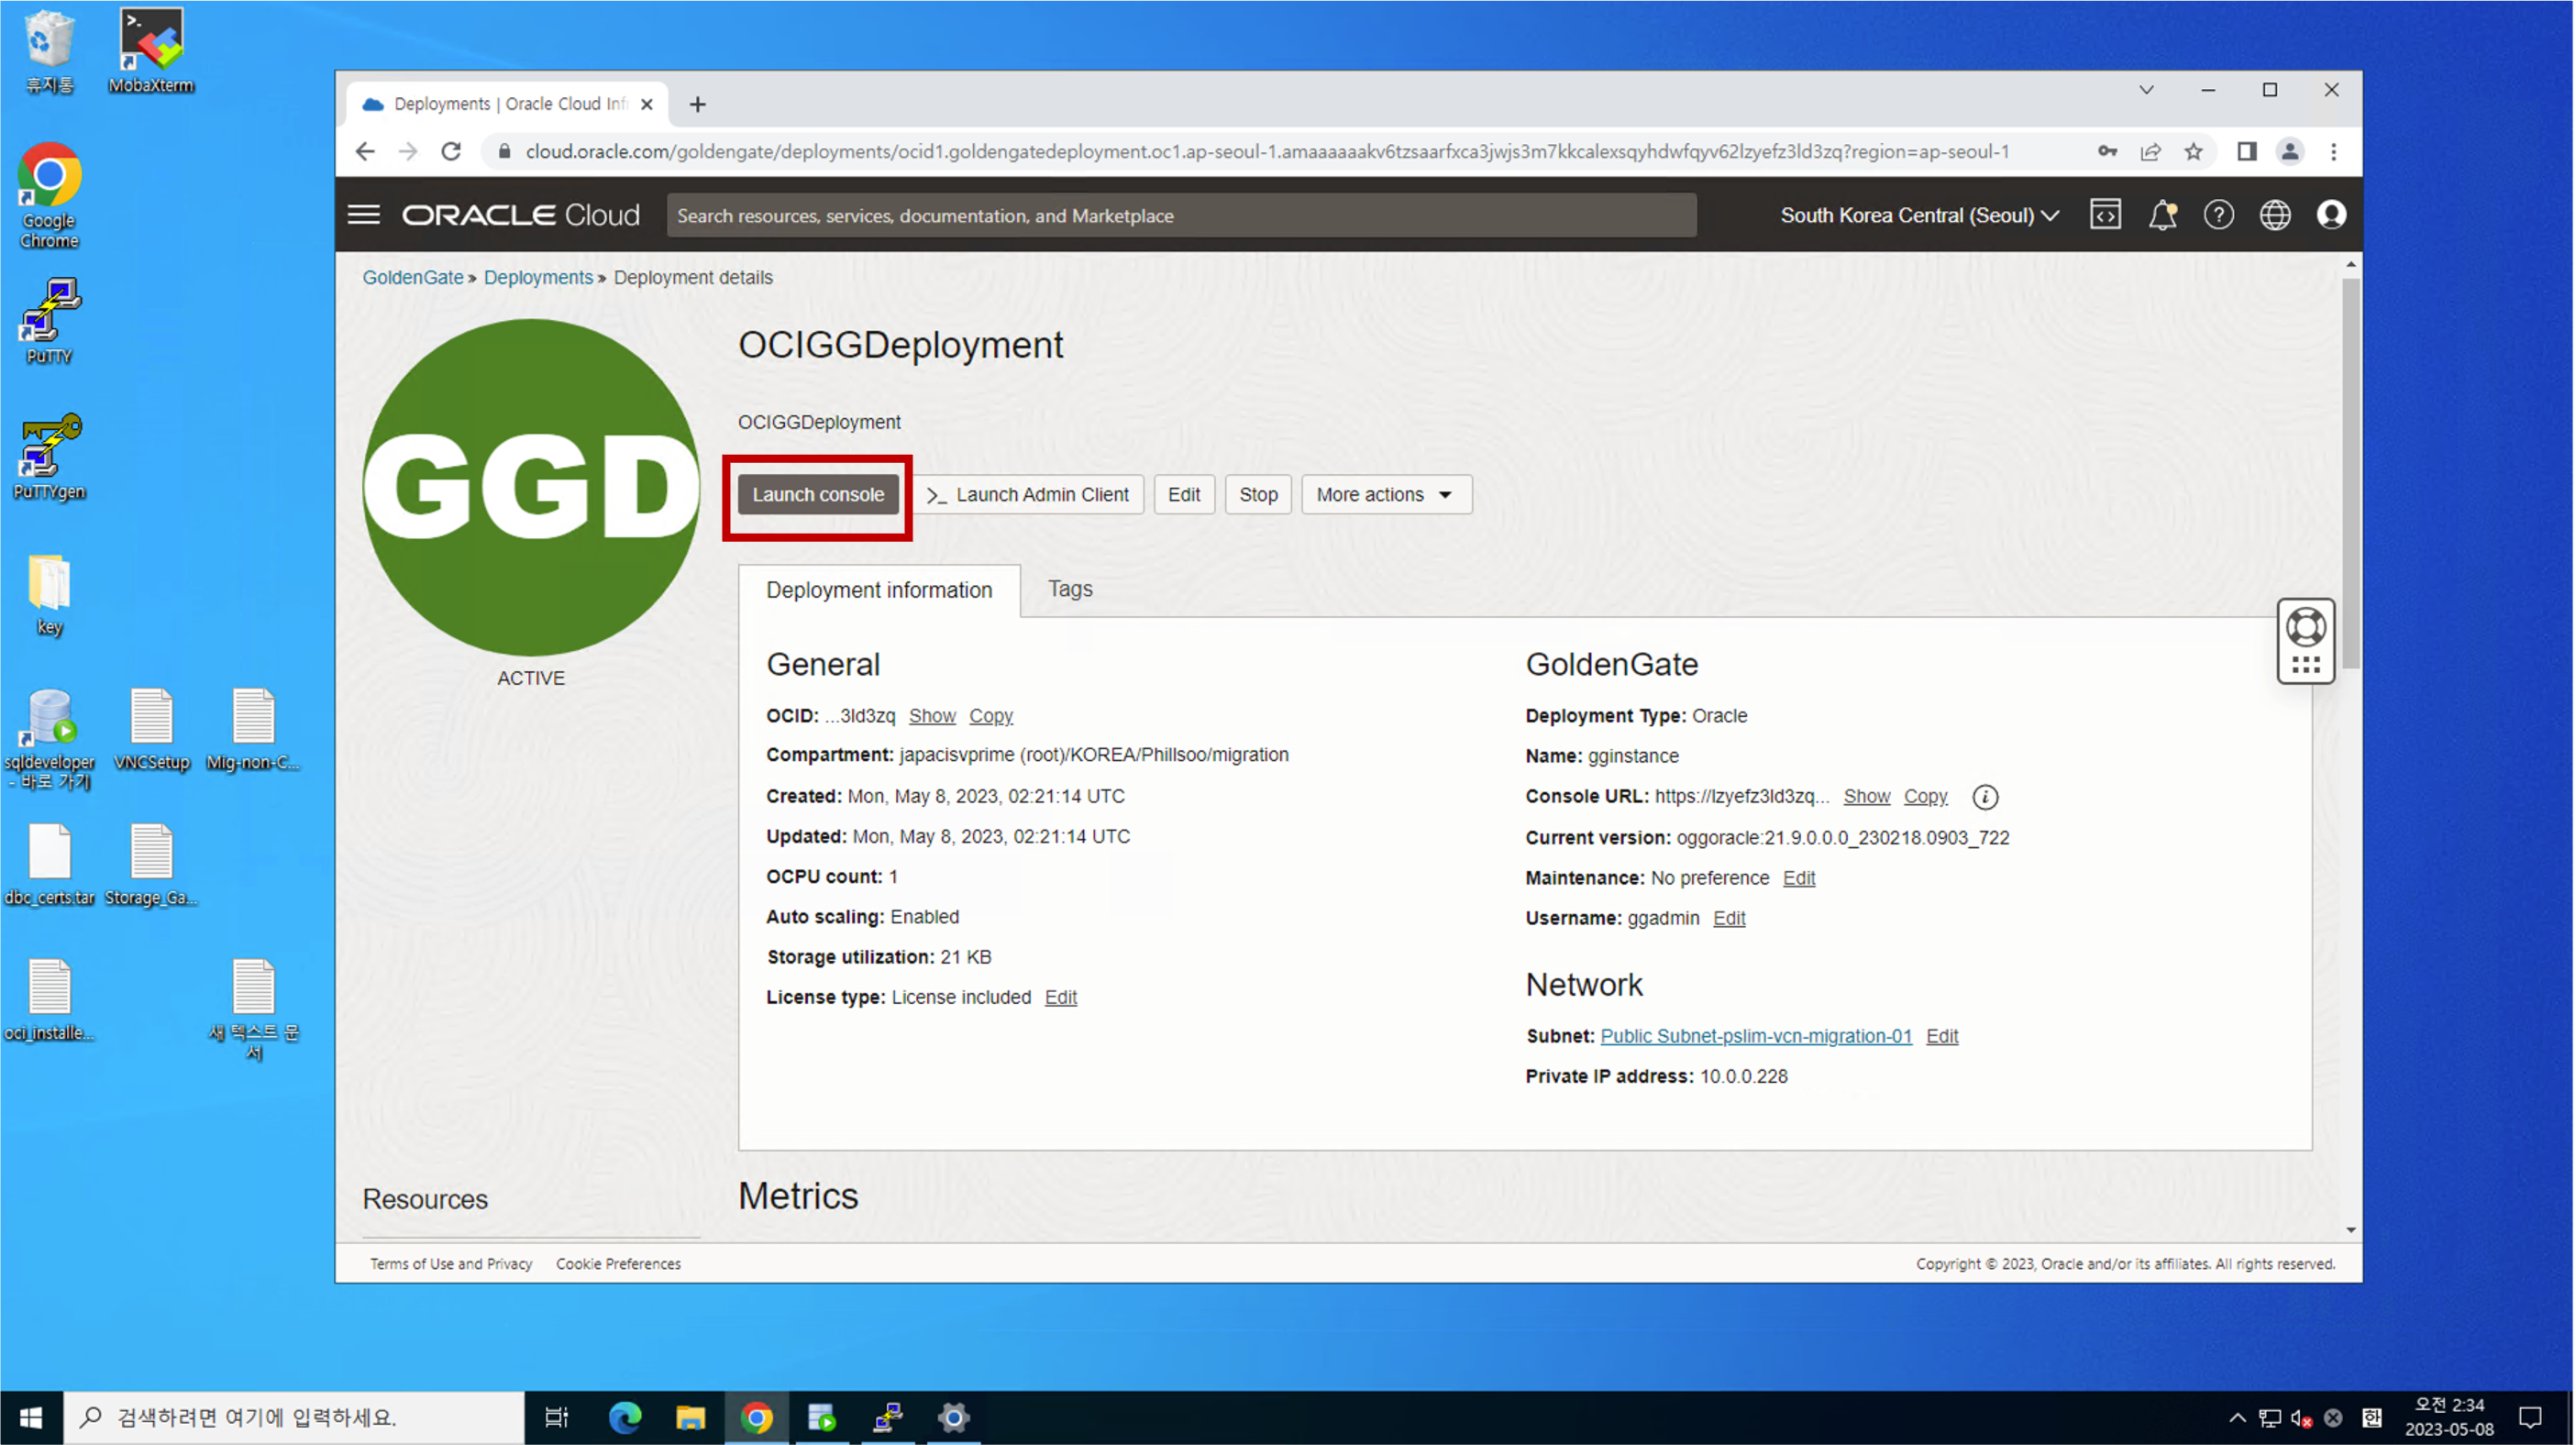 휴지통
MobaXterm
Google
Chrome
PuTTY
PuTTYgen
key
sqldeveloper
- 바로 가기
VNCSetup
Mig-non-C...
dbc_certs.tar
Storage_Ga...
oci_installe...
새 텍스트 문
서
Deployments | Oracle Cloud Inf
cloud.oracle.com/goldengate/deployments/ocid1.goldengatedeployment.oc1.ap-seoul-1.amaaaaaakv6tzsaarfxca3jwjs3m7kkcalexsqyhdwfqyv62lzyefz3ld3zq?region=ap-seoul-1
ORACLE Cloud
Search resources, services, documentation, and Marketplace
South Korea Central (Seoul)
GoldenGate » Deployments » Deployment details
GGD
ACTIVE
OCIGGDeployment
OCIGGDeployment
Launch console
>_ Launch Admin Client
Edit
Stop
More actions
Deployment information
Tags
General
OCID: ...3ld3zq Show Copy
Compartment: japacisvprime (root)/KOREA/Phillsoo/migration
Created: Mon, May 8, 2023, 02:21:14 UTC
Updated: Mon, May 8, 2023, 02:21:14 UTC
OCPU count: 1
Auto scaling: Enabled
Storage utilization: 21 KB
License type: License included Edit
GoldenGate
Deployment Type: Oracle
Name: gginstance
Console URL: https://lzyefz3ld3zq... Show Copy
Current version: oggoracle:21.9.0.0.0_230218.0903_722
Maintenance: No preference Edit
Username: ggadmin Edit
Network
Subnet: Public Subnet-pslim-vcn-migration-01 Edit
Private IP address: 10.0.0.228
Resources
Metrics
Terms of Use and Privacy
Cookie Preferences
Copyright © 2023, Oracle and/or its affiliates. All rights reserved.
검색하려면 여기에 입력하세요.
한
오전 2:34
2023-05-08